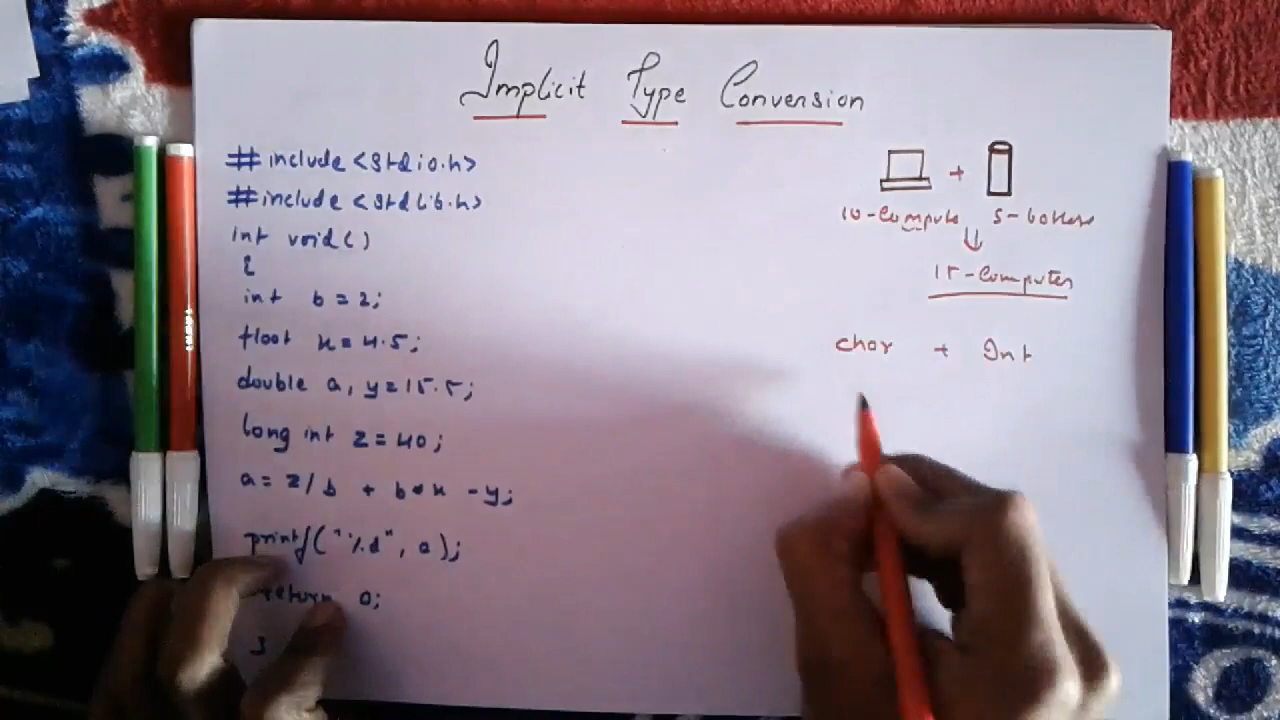 Implicit Type Conversion
#include <stdio.h>
#include <stdlib.h>
int void()
{
int b = 2;
float x = 4.5;
double a, y = 15.5;
long int z = 40;
a = z/b + b*x - y;
printf("%d", a);
return 0;
}
+
10-Compute 5-bottles
⇓
15-Computer
char + Int